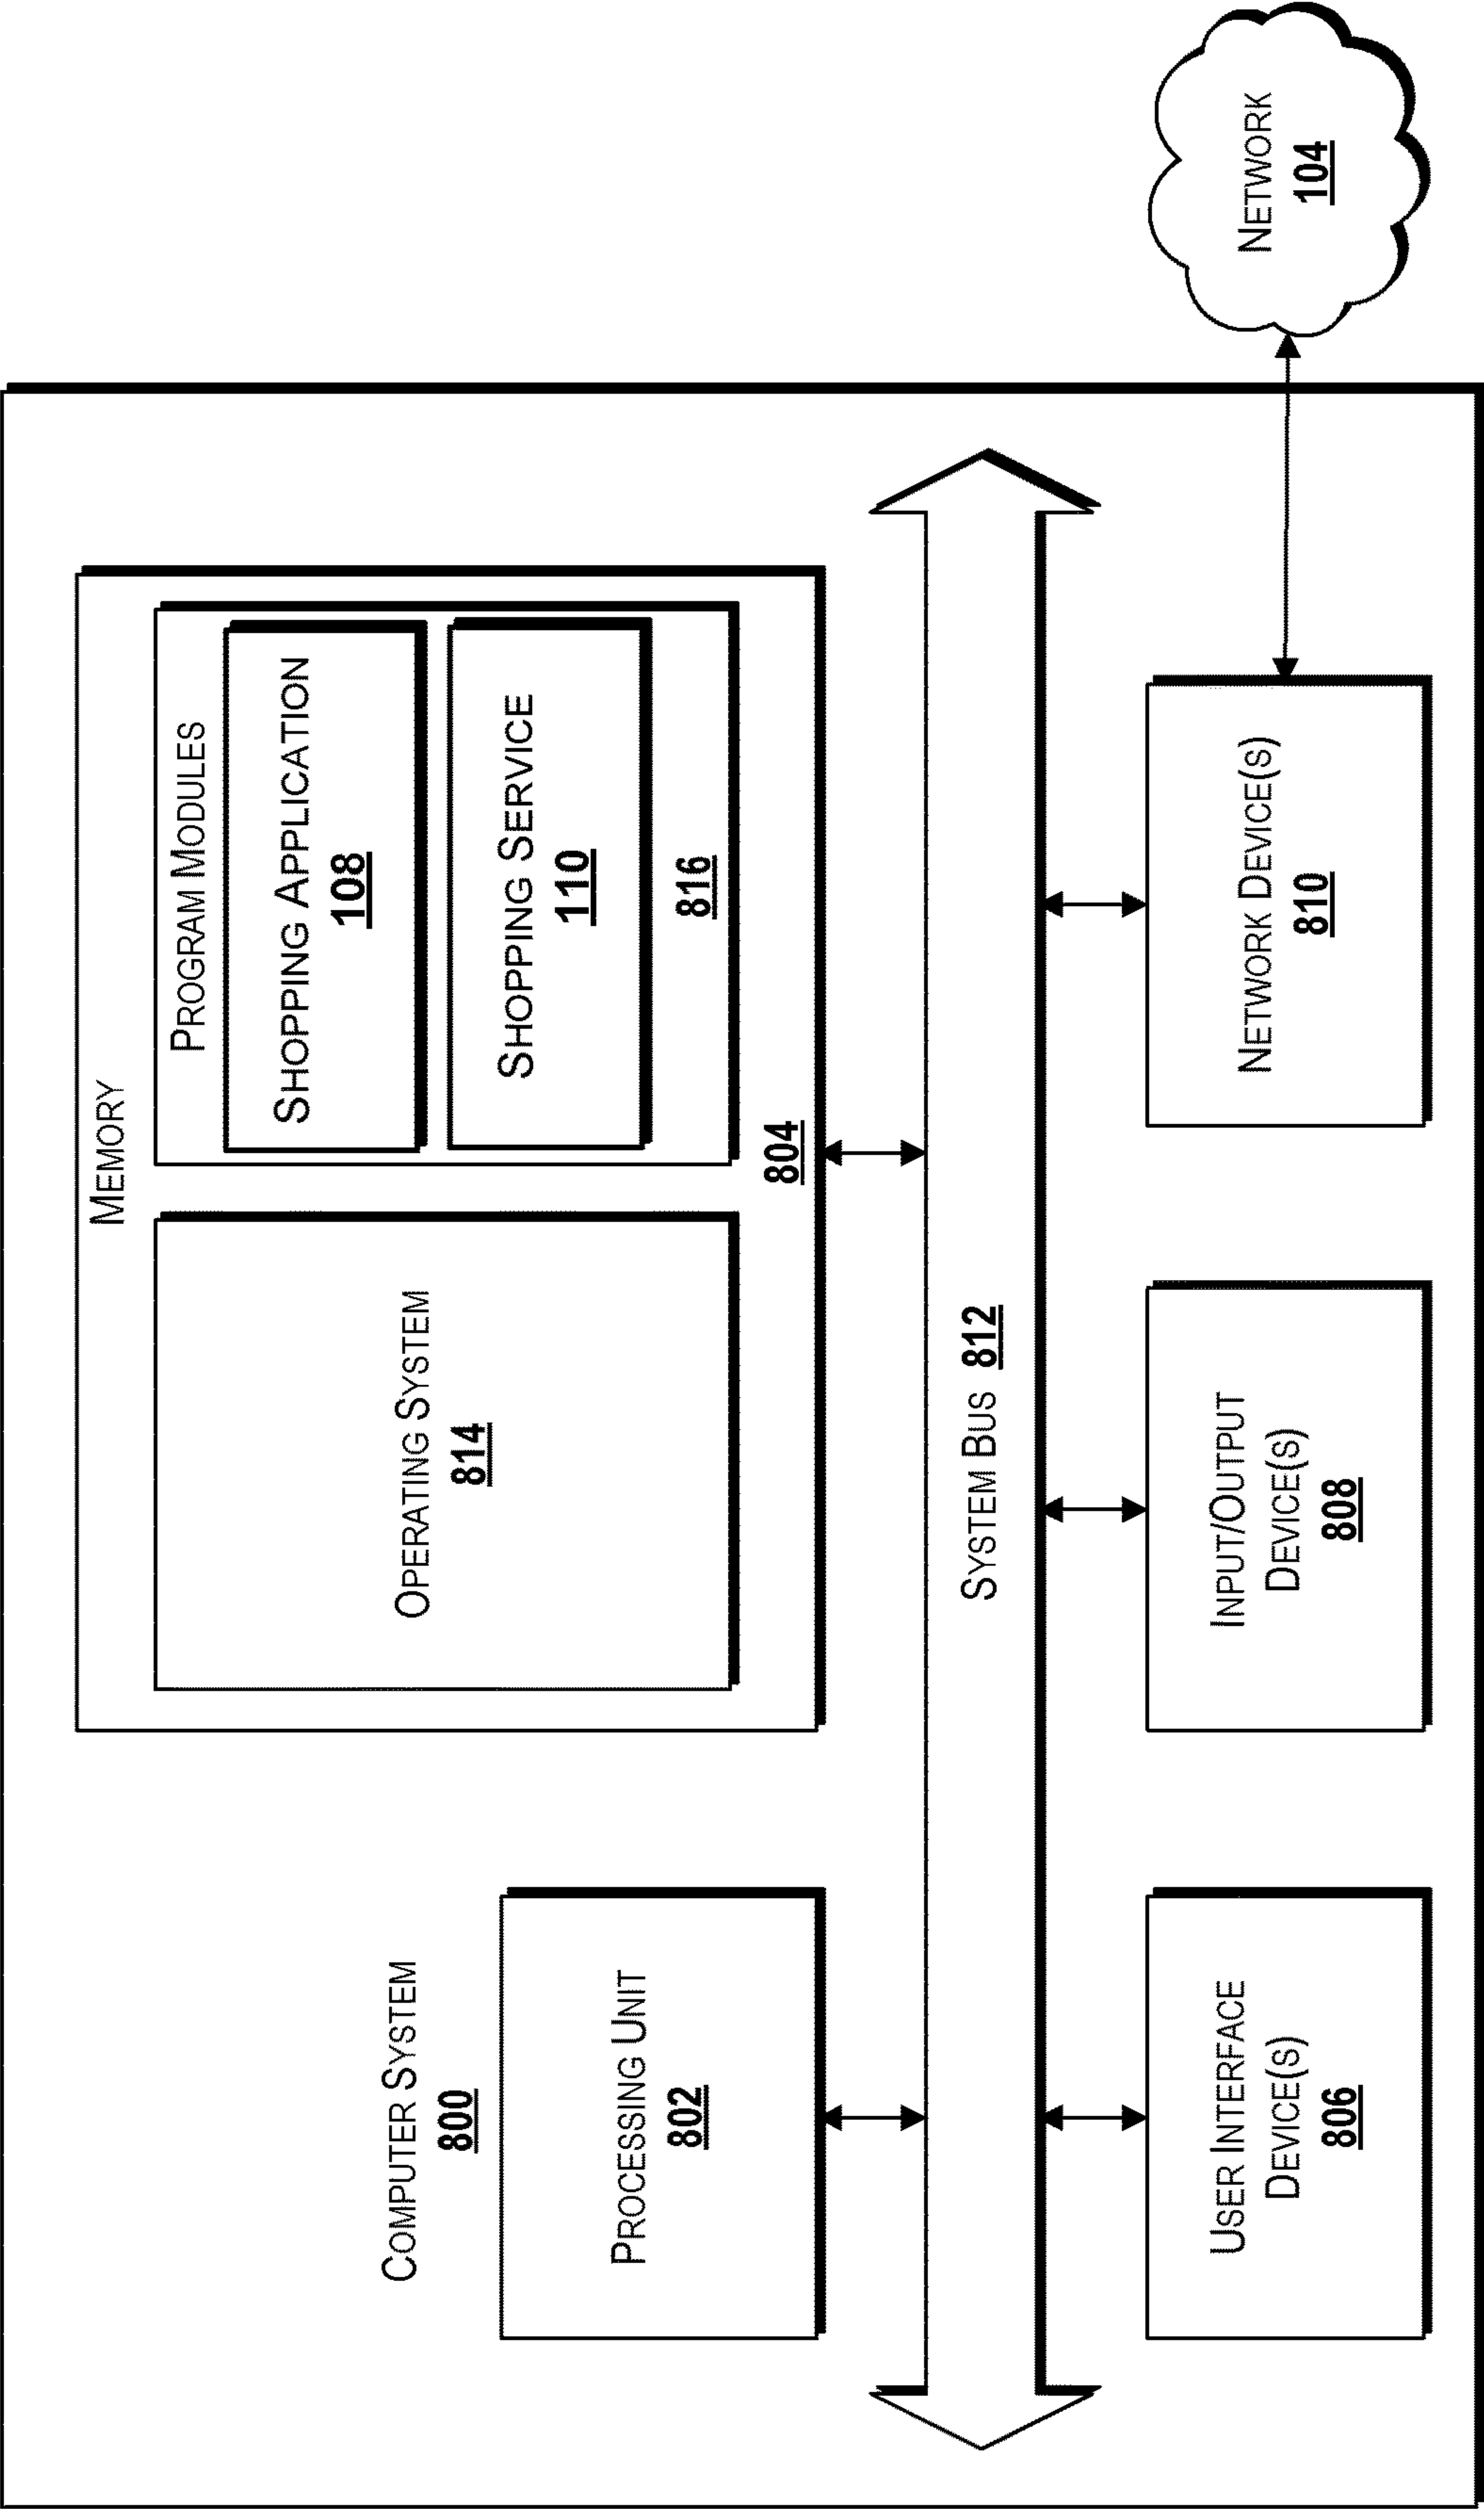 COMPUTER SYSTEM
800
PROCESSING UNIT
802
MEMORY
OPERATING SYSTEM
814
PROGRAM MODULES
SHOPPING APPLICATION
108
SHOPPING SERVICE
110
816
804
SYSTEM BUS 812
USER INTERFACE
DEVICE(S)
806
INPUT/OUTPUT
DEVICE(S)
808
NETWORK DEVICE(S)
810
NETWORK
104